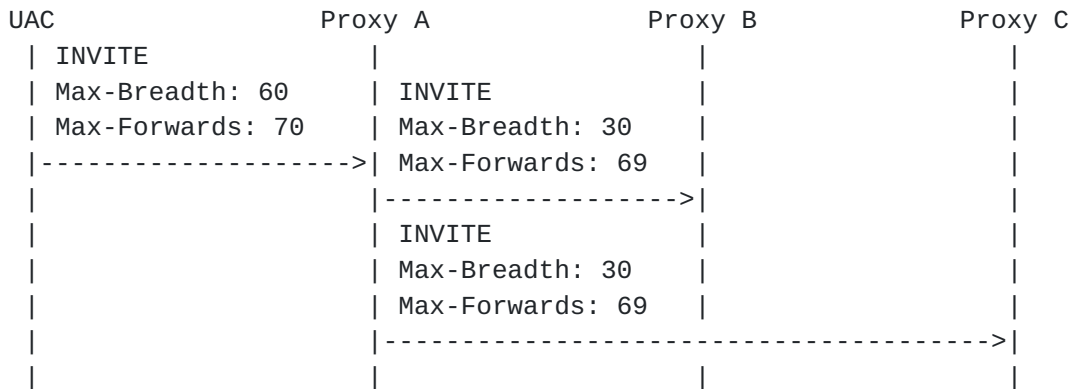 UAC Proxy A Proxy B Proxy C
| INVITE | | |
| Max-Breadth: 60 | INVITE | |
| Max-Forwards: 70 | Max-Breadth: 30 | |
|-------------------->| Max-Forwards: 69 | |
| |------------------->| |
| | INVITE | |
| | Max-Breadth: 30 | |
| | Max-Forwards: 69 | |
| |--------------------------------------->|
| | | |